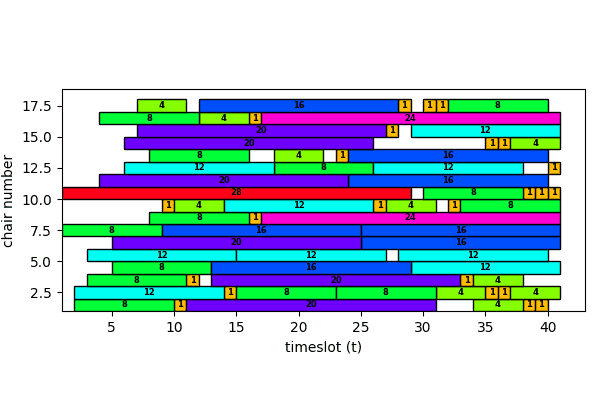 17.5 4 16 1 1 1 8
8 4 1 24
15.0 20 1 12
20 1 1 4
8 4 1 16
12.5 12 8 12 1
20 16
10.0 28 8 1 1 1
1 4 12 1 4 1 8
8 1 24
7.5 8 16 16
20 16
5.0 12 12 12
8 16 12
8 1 20 1 4
2.5 12 1 8 8 4 1 1 4
8 1 20 4 1 1
5 10 15 20 25 30 35 40
timeslot (t)
chair number